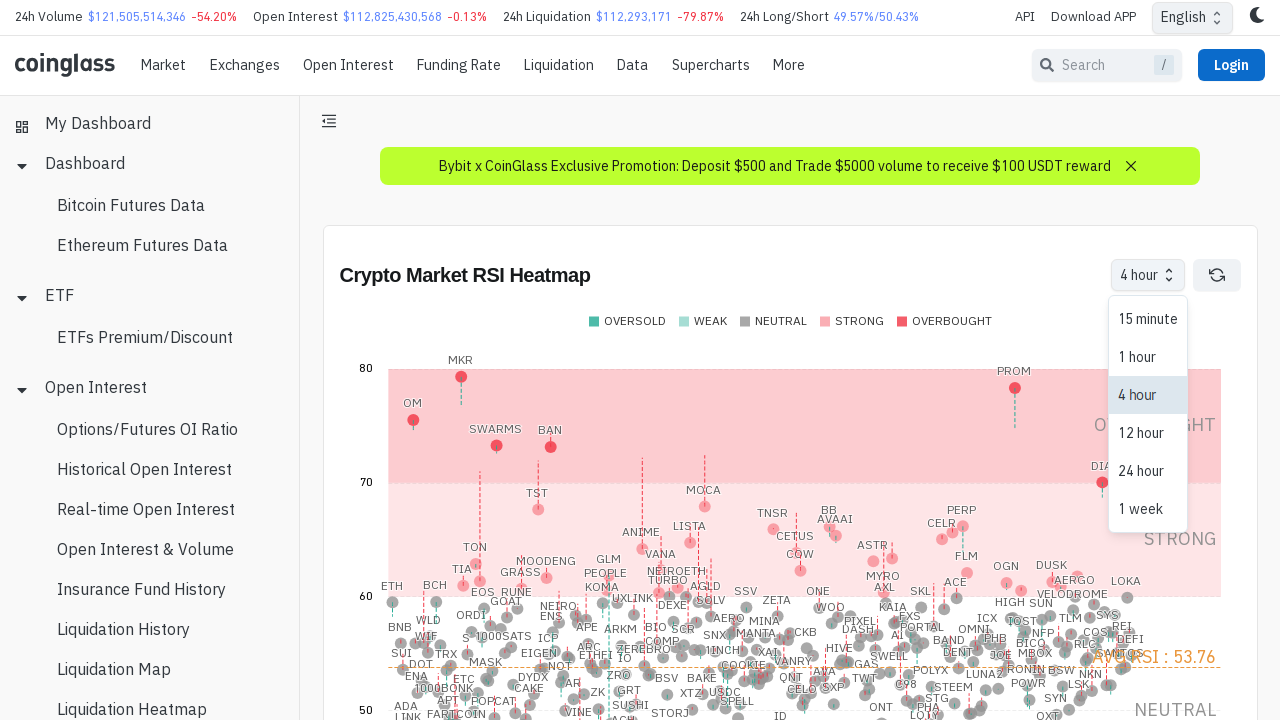 24h Volume $121,505,514,346 -54.20% Open Interest $112,825,430,568 -0.13% 24h Liquidation $112,293,171 -79.87% 24h Long/Short 49.57%/50.43% API Download APP English
coinglass Market Exchanges Open Interest Funding Rate Liquidation Data Supercharts More Search / Login
My Dashboard
Dashboard
Bitcoin Futures Data
Ethereum Futures Data
ETF
ETFs Premium/Discount
Open Interest
Options/Futures OI Ratio
Historical Open Interest
Real-time Open Interest
Open Interest & Volume
Insurance Fund History
Liquidation History
Liquidation Map
Liquidation Heatmap
Bybit x CoinGlass Exclusive Promotion: Deposit $500 and Trade $5000 volume to receive $100 USDT reward
Crypto Market RSI Heatmap 4 hour
15 minute
1 hour
4 hour
12 hour
24 hour
1 week
OVERSOLD WEAK NEUTRAL STRONG OVERBOUGHT
MKR
80
PROM
OM
SWARMS BAN
70
MOCA
TST
TNSR BB PERP
AVAAI
CELR
ANIME LISTA CETUS
STRONG
TON VANA COW ASTR
MOODENG GLM FLM
TIA GRASS PEOPLE NEIROETH MYRO OGN DUSK
ETH BCH KOMA TURBO AGLD AXL ACE AERGO LOKA
60
EOS RUNE SSV ONE SKL
GOAT UXLINK SOLV ZETA HIGH SUN VELODROME
NEIRO DEXE WOO KAIA
BNB WLD ORDI ENS AERO MINA PIXEL FXS ICX IOST TLM SYS
APE ARKM BIO SCR CKB DASH PORTAL OMNI NFP REI
WIF S 1000SATS ICP COMP SNX MANTA AI BAND PHB BICO RLC COS DEFI
SUI TRX EIGEN ARC ZEREBRO 1INCH XAI HIVE SWELL DENT JOE MBOX SANTOS
AVG RSI : 53.76
DOT MASK NOT ETHFI IO COOKIE VANRY GAS POLYX RONIN BSW
ENA ETC DYDX ZRO BSV BAKE QNT AVA TWT LUNA2 NKN
1000BONK CAKE AR ZK GRT XTZ USDC CELO SXP C98 STEEM POWR LSK
ADA POPCAT SUSHI SPELL ONT STG SYN
50
NEUTRAL
LINK FARTCOIN VINE STORJ ID PHA OXT